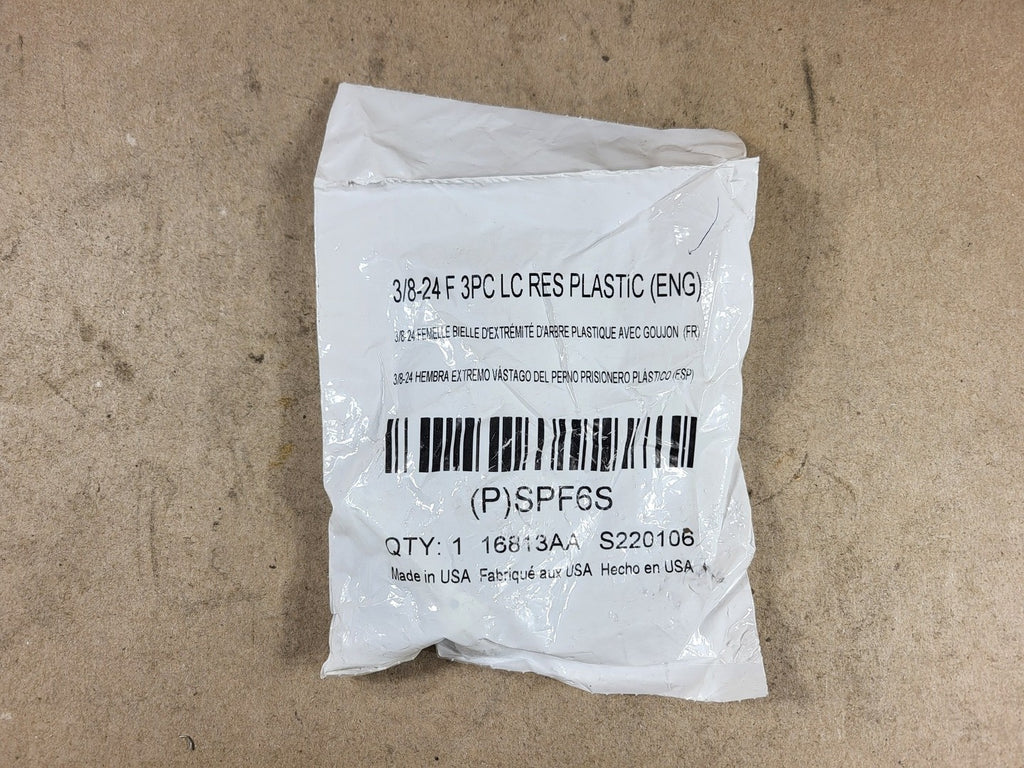 3/8-24 F 3PC LC RES PLASTIC (ENG)
3/8-24 FEMELLE BIELLE D'EXTRÉMITÉ D'ARBRE PLASTIQUE AVEC GOUJON (FR)
3/8-24 HEMBRA EXTREMO VÁSTAGO DEL PERNO PRISIONERO PLÁSTICO (ESP)
(P)SPF6S
QTY: 1 16813AA S220106
Made in USA Fabriqué aux USA Hecho en USA